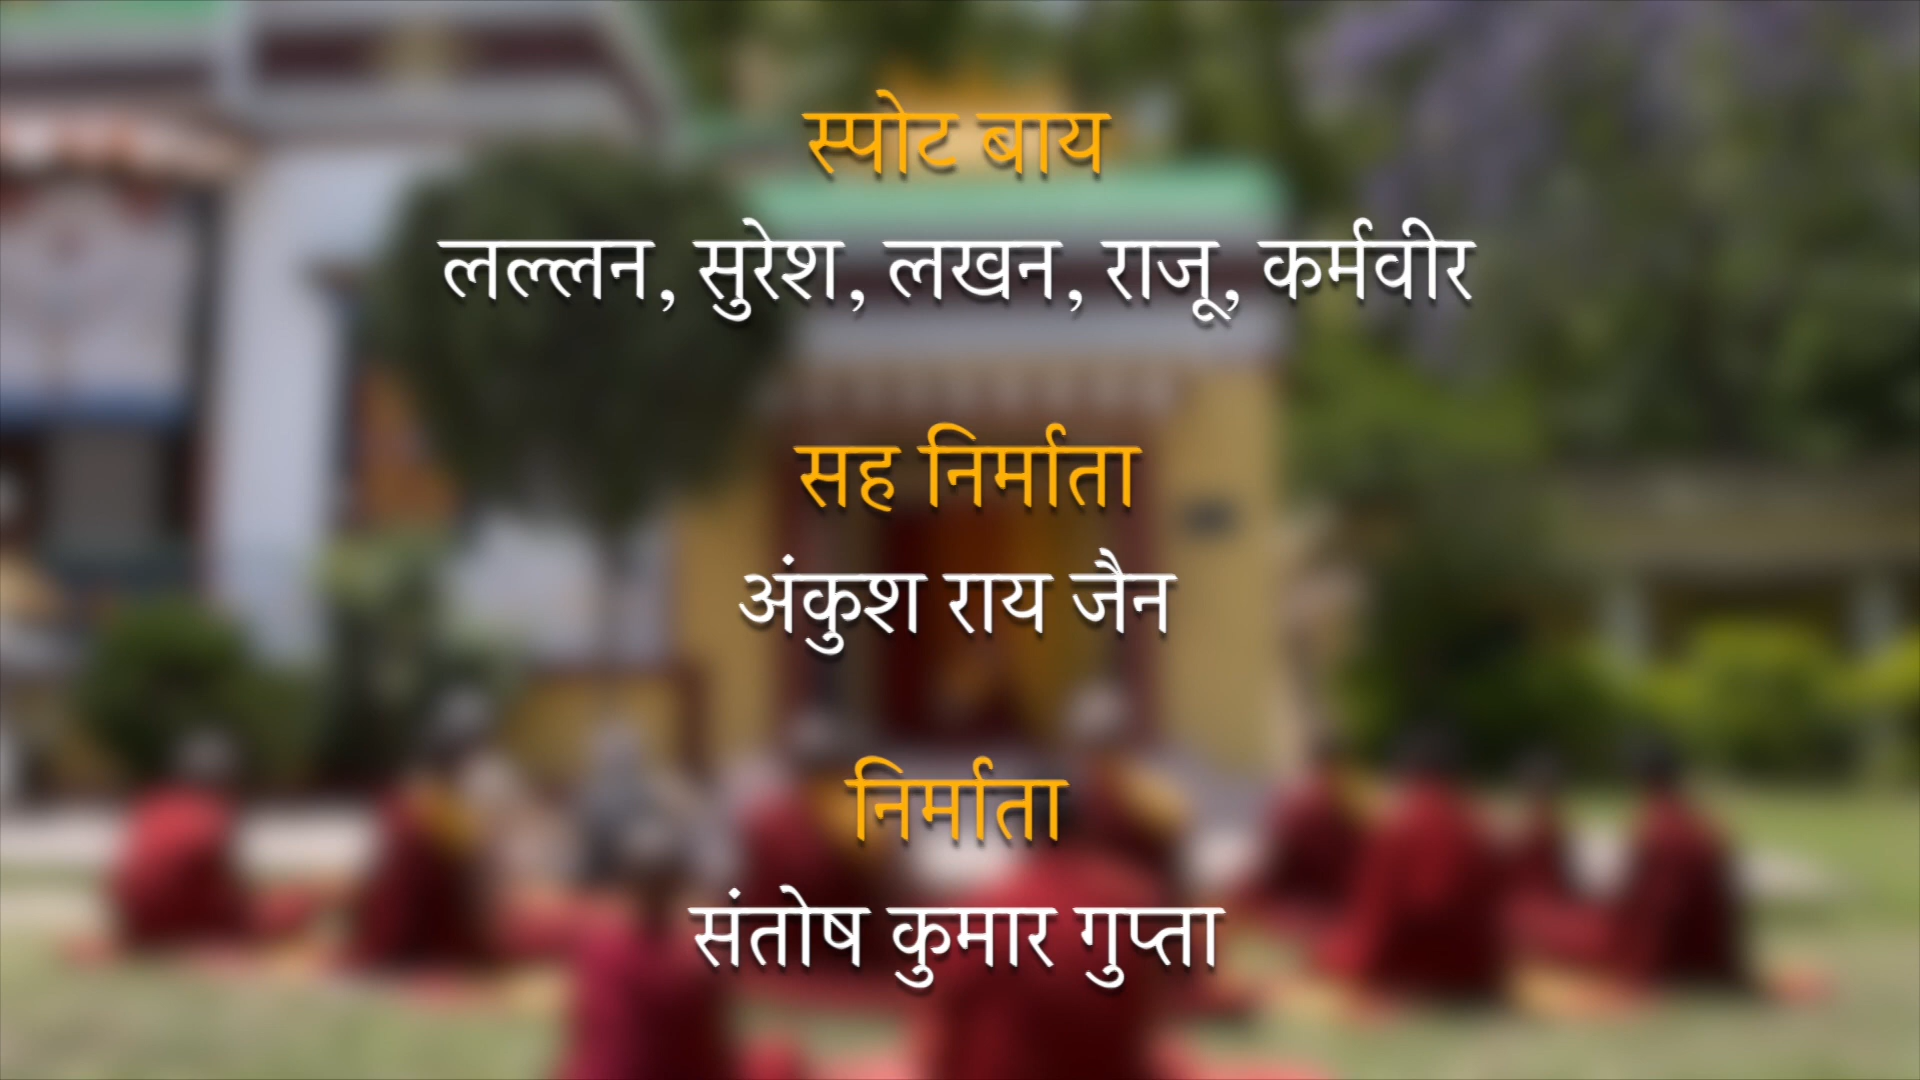 स्पोट बाय
लल्लन, सुरेश, लखन, राजू, कर्मवीर
सह निर्माता
अंकुश राय जैन
निर्माता
संतोष कुमार गुप्ता